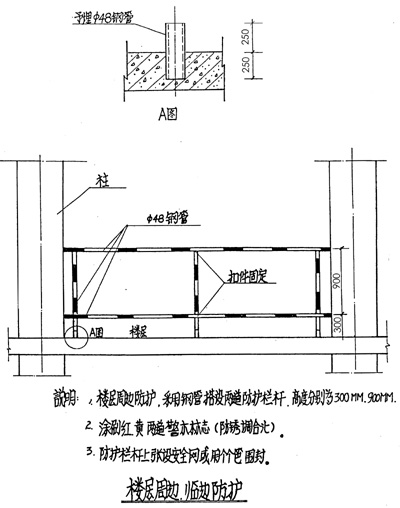 予埋φ48钢管
250
250
A图
柱
φ48钢管
扣件固定
900
300
A图
楼层
说明: 1、楼层周边防护,采用钢管搭设两道防护栏杆,高度分别为300MM.900MM.
2. 涂刷红黄两道警示标志(防锈调合化)。
3. 防护栏杆上张设安全网或用竹笆围封。
楼层周边.临边防护